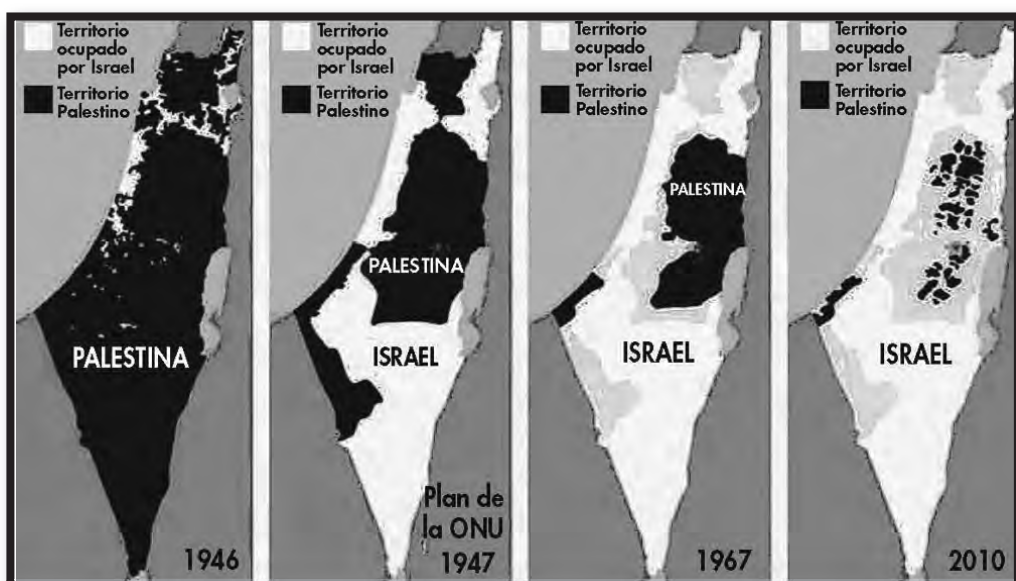 Territorio
ocupado
por Israel
Territorio
Palestino
PALESTINA
1946
Territorio
ocupado
por Israel
Territorio
Palestino
PALESTINA
ISRAEL
Plan de
la ONU
1947
Territorio
ocupado
por Israel
Territorio
Palestino
PALESTINA
ISRAEL
1967
Territorio
ocupado
por Israel
Territorio
Palestino
ISRAEL
2010